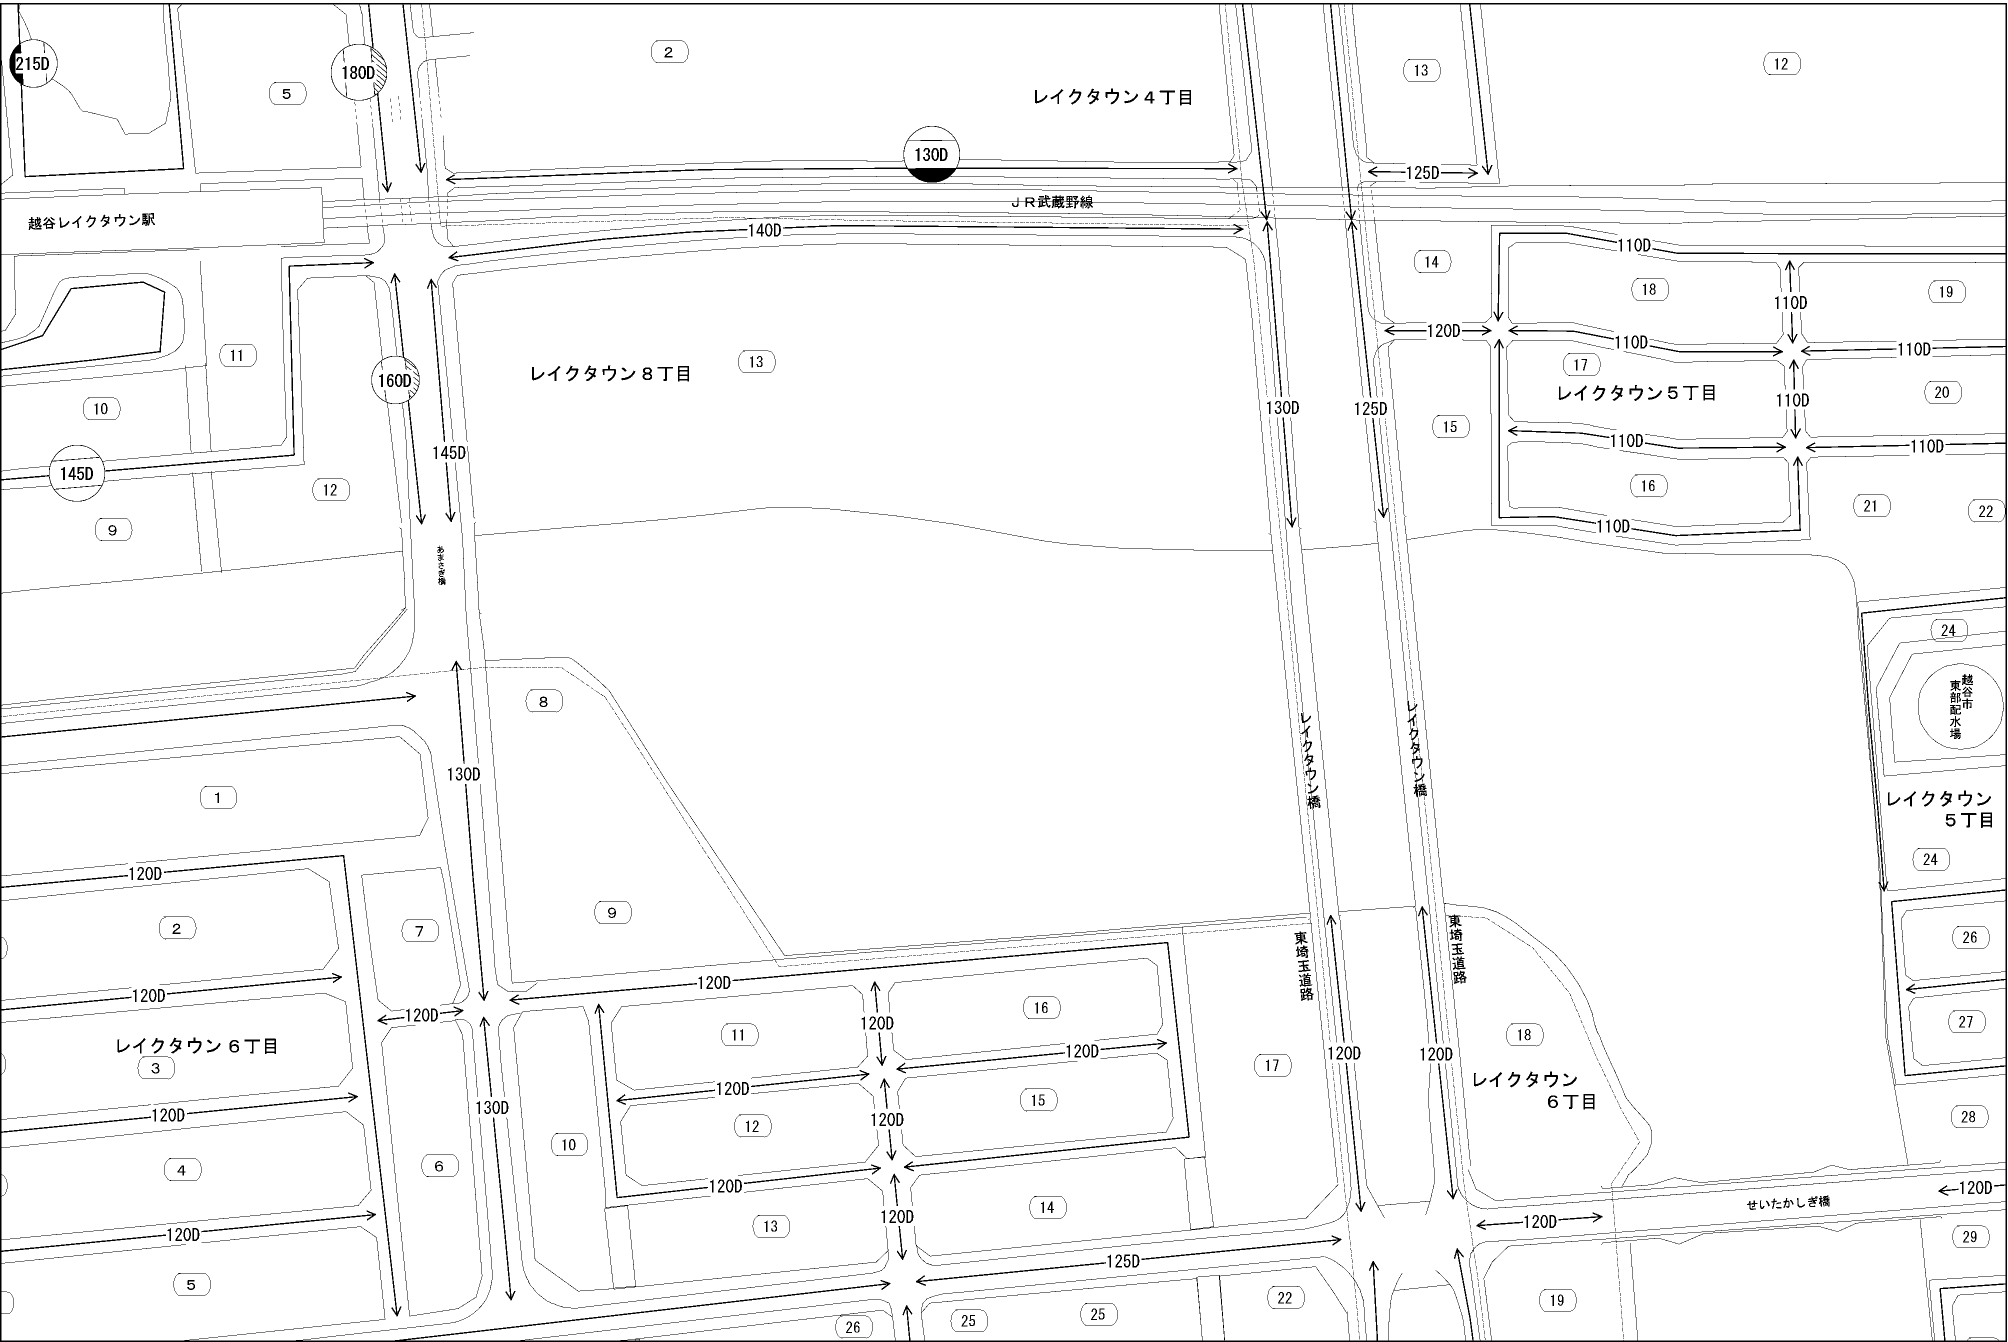 215D
180D
5
2
レイクタウン４丁目
13
12
130D
125D
越谷レイクタウン駅
ＪＲ武蔵野線
140D
14
110D
18
110D
19
120D
110D
110D
11
160D
レイクタウン８丁目
13
17
レイクタウン５丁目
110D
20
10
130D
125D
15
110D
110D
145D
145D
12
16
9
110D
21
22
あまさぎ橋
24
越谷市
東部配水場
8
レイクタウン橋
レイクタウン橋
130D
1
レイクタウン
５丁目
24
120D
2
7
9
東埼玉道路
東埼玉道路
26
120D
120D
120D
16
11
120D
18
27
レイクタウン６丁目
3
120D
120D
120D
17
120D
レイクタウン
６丁目
120D
130D
120D
12
15
10
28
4
6
120D
120D
14
せいたかしぎ橋
120D
120D
13
120D
120D
29
5
125D
26
25
25
22
19